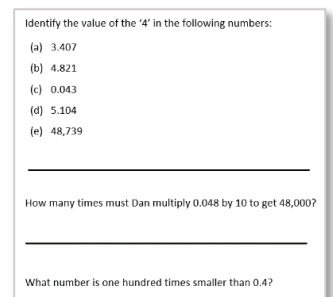 Identify the value of the '4' in the following numbers:
(a) 3.407
(b) 4.821
(c) 0.043
(d) 5.104
(e) 48,739
How many times must Dan multiply 0.048 by 10 to get 48,000?
What number is one hundred times smaller than 0.4?